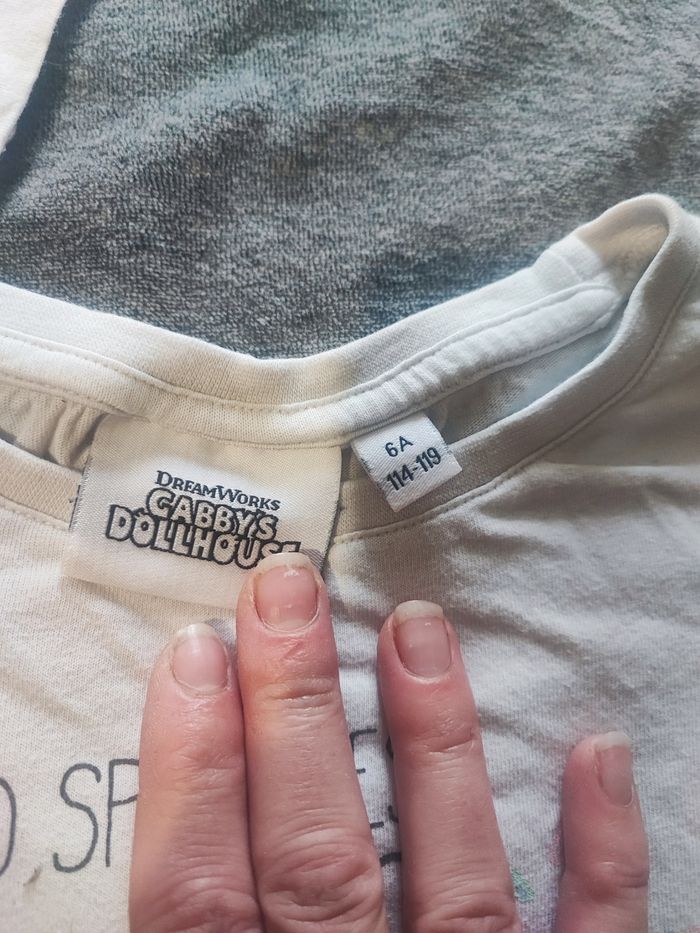 DREAMWORKS
GABBY'S
DOLLHOUSE
6A
114-119